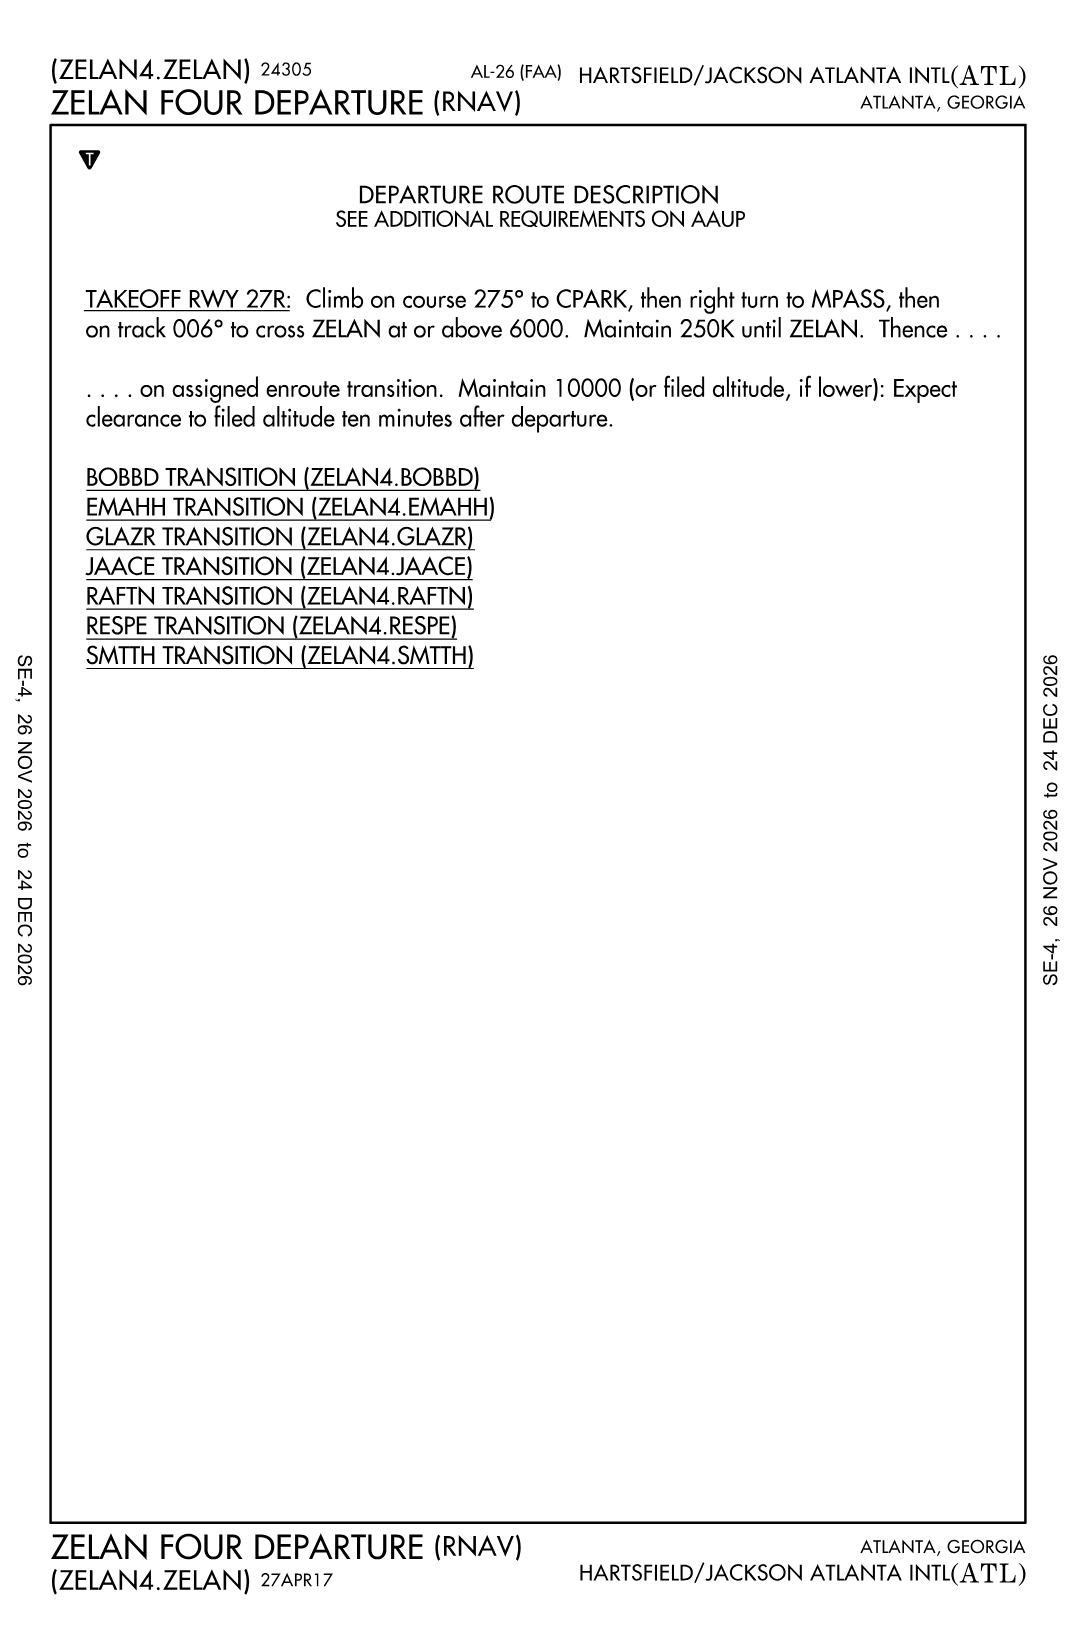 (ZELAN4.ZELAN) 24305 AL-26 (FAA) HARTSFIELD/JACKSON ATLANTA INTL(ATL)
ZELAN FOUR DEPARTURE (RNAV) ATLANTA, GEORGIA
T
DEPARTURE ROUTE DESCRIPTION
SEE ADDITIONAL REQUIREMENTS ON AAUP
TAKEOFF RWY 27R: Climb on course 275° to CPARK, then right turn to MPASS, then
on track 006° to cross ZELAN at or above 6000. Maintain 250K until ZELAN. Thence . . . .
. . . . on assigned enroute transition. Maintain 10000 (or filed altitude, if lower): Expect
clearance to filed altitude ten minutes after departure.
BOBBD TRANSITION (ZELAN4.BOBBD)
EMAHH TRANSITION (ZELAN4.EMAHH)
GLAZR TRANSITION (ZELAN4.GLAZR)
JAACE TRANSITION (ZELAN4.JAACE)
RAFTN TRANSITION (ZELAN4.RAFTN)
RESPE TRANSITION (ZELAN4.RESPE)
SMTTH TRANSITION (ZELAN4.SMTTH)
SE-4, 26 NOV 2026 to 24 DEC 2026
SE-4, 26 NOV 2026 to 24 DEC 2026
ZELAN FOUR DEPARTURE (RNAV) ATLANTA, GEORGIA
(ZELAN4.ZELAN) 27APR17 HARTSFIELD/JACKSON ATLANTA INTL(ATL)